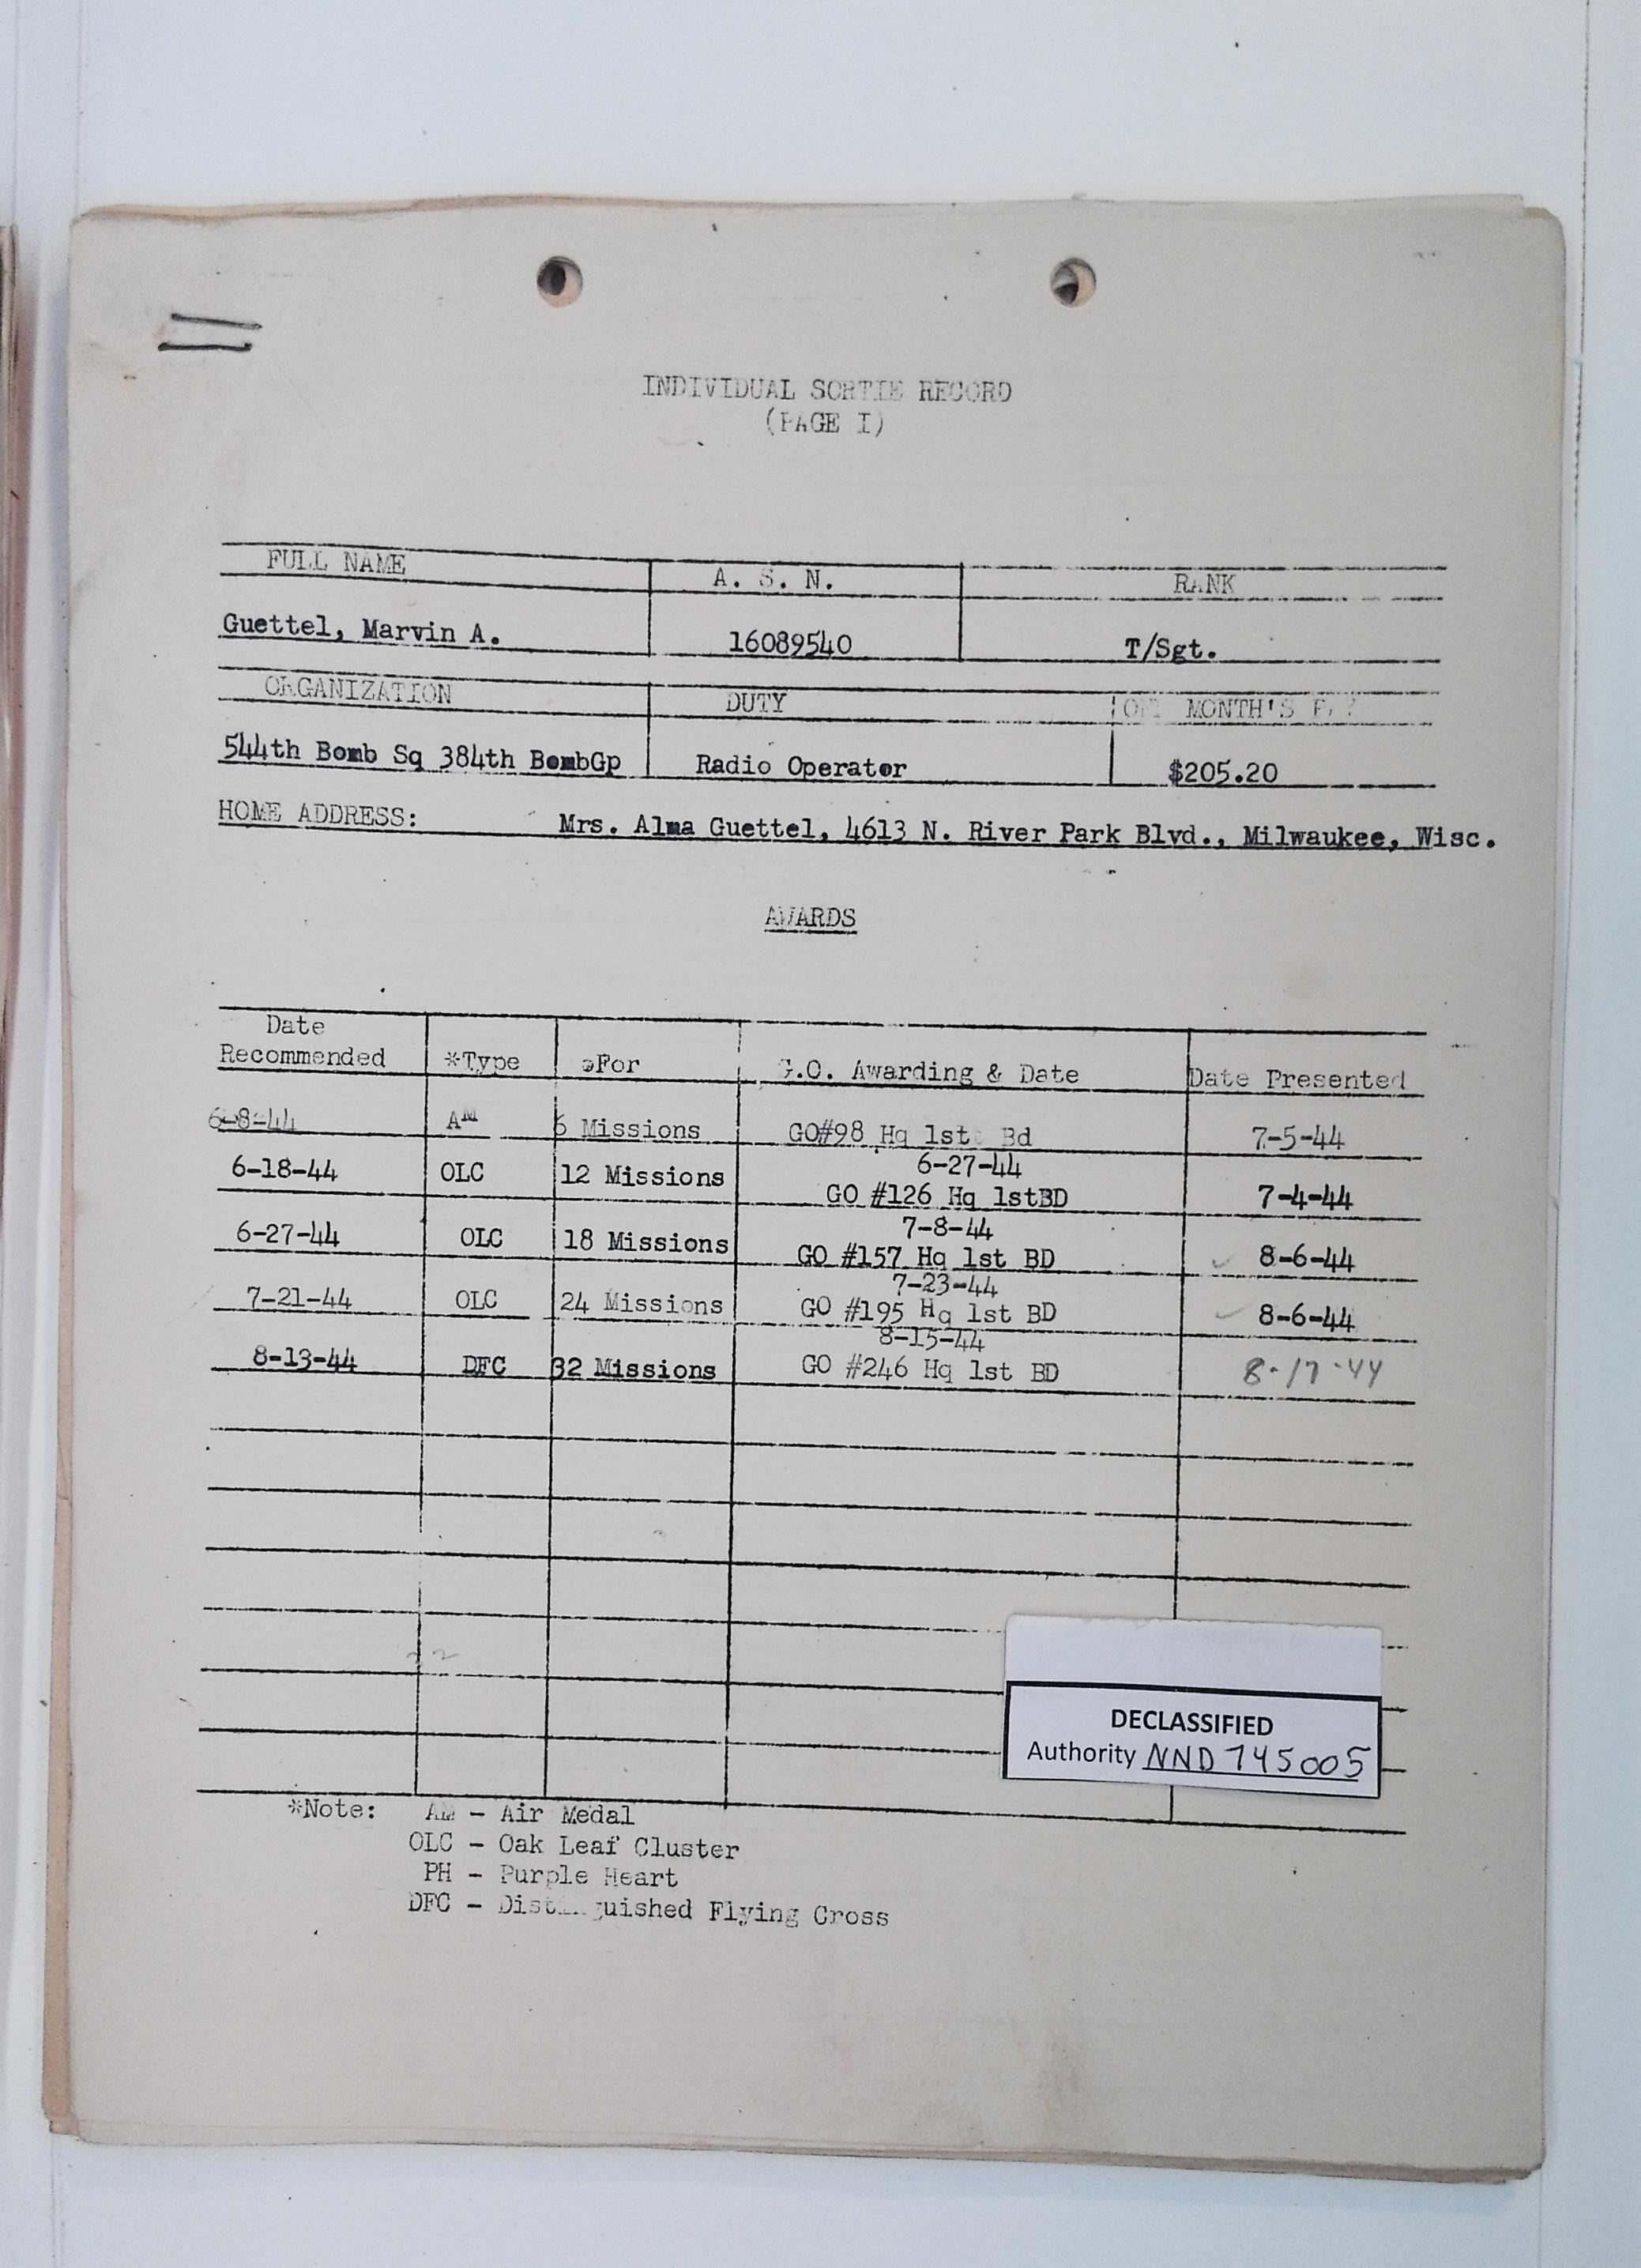 INDIVIDUAL SORTIE RECORD
(PAGE I)
FULL NAME A. S. N. RANK
Guettel, Marvin A. 16089540 T/Sgt.
ORGANIZATION DUTY MONTH'S
544th Bomb Sq 384th BombGp Radio Operator $205.20
HOME ADDRESS: Mrs. Alma Guettel, 4613 N. River Park Blvd., Milwaukee, Wisc.
AWARDS
Date
Recommended *Type For G.O. Awarding & Date Date Presented
6-8-44 AM 6 Missions GO#98 Hq 1st Bd 7-5-44
6-27-44
6-18-44 OLC 12 Missions GO #126 Hq 1stBD 7-4-44
7-8-44
6-27-44 OLC 18 Missions GO #157 Hq 1st BD 8-6-44
7-23-44
7-21-44 OLC 24 Missions GO #195 Hq 1st BD 8-6-44
8-15-44
8-13-44 DFC 32 Missions GO #246 Hq 1st BD 8-17-44
DECLASSIFIED
Authority NND 745005
*Note: AM - Air Medal
OLC - Oak Leaf Cluster
PH - Purple Heart
DFC - Distinguished Flying Cross